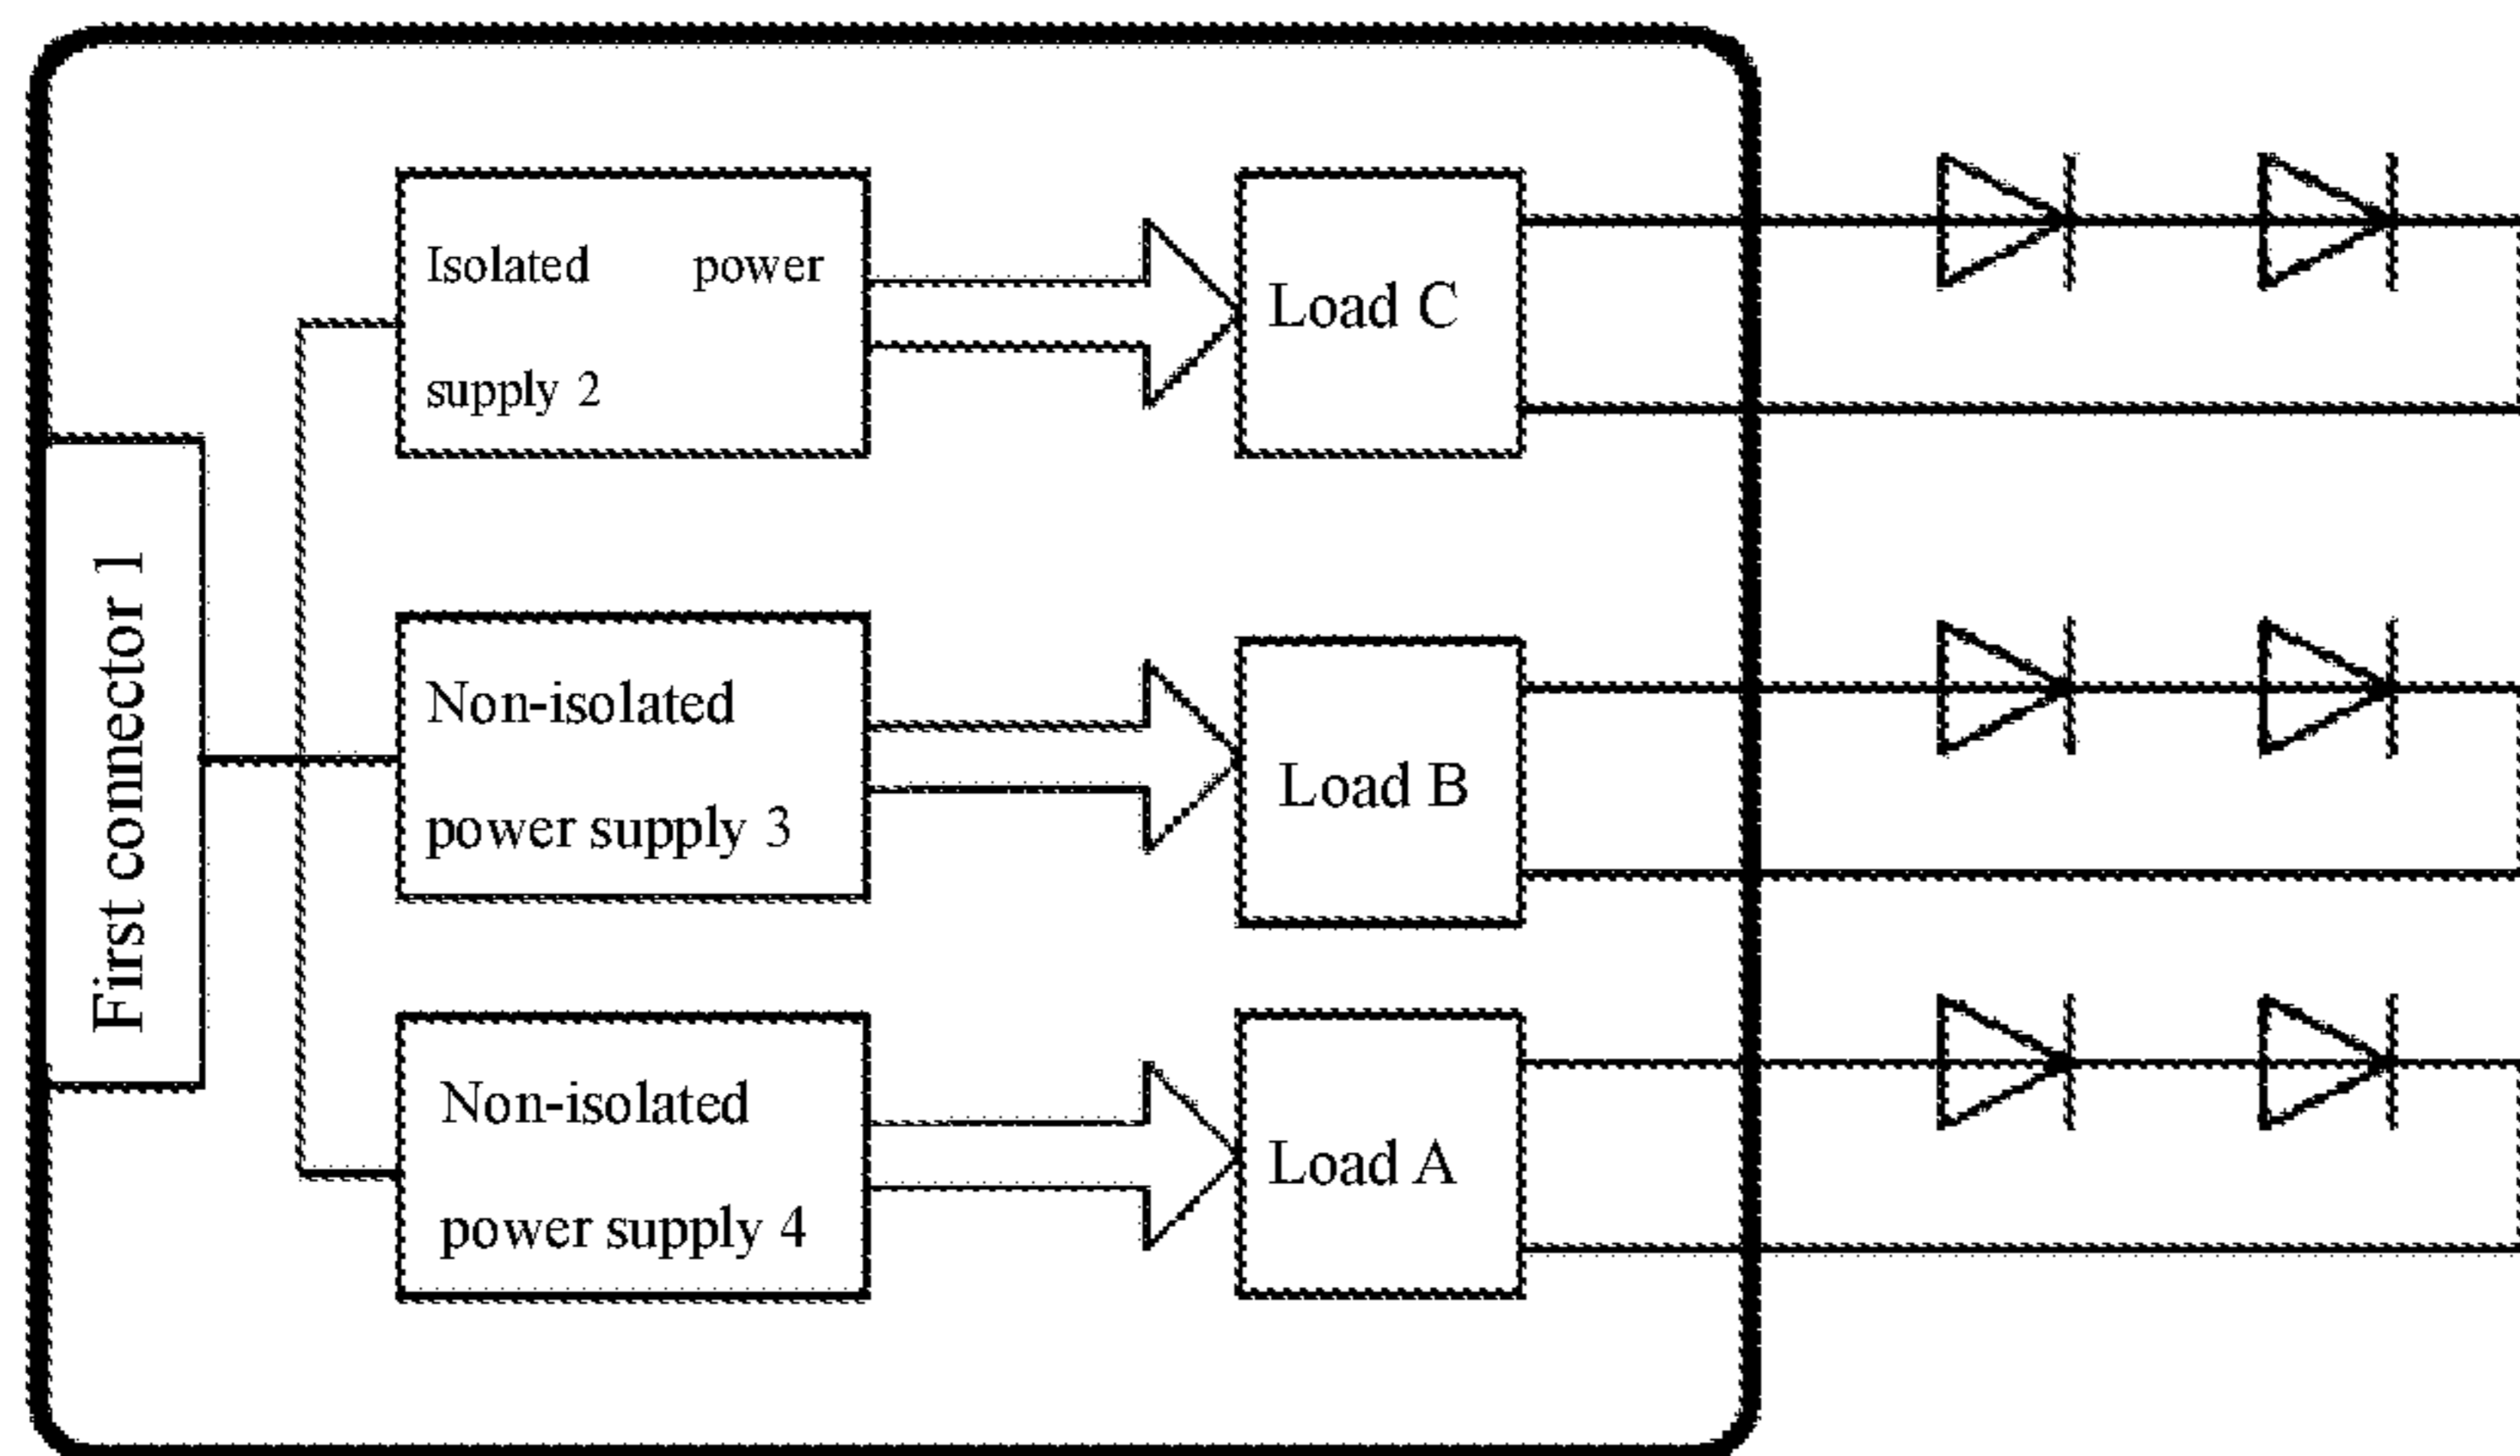 Isolated power
supply 2
Load C
First connector 1
Non-isolated
power supply 3
Load B
Non-isolated
power supply 4
Load A